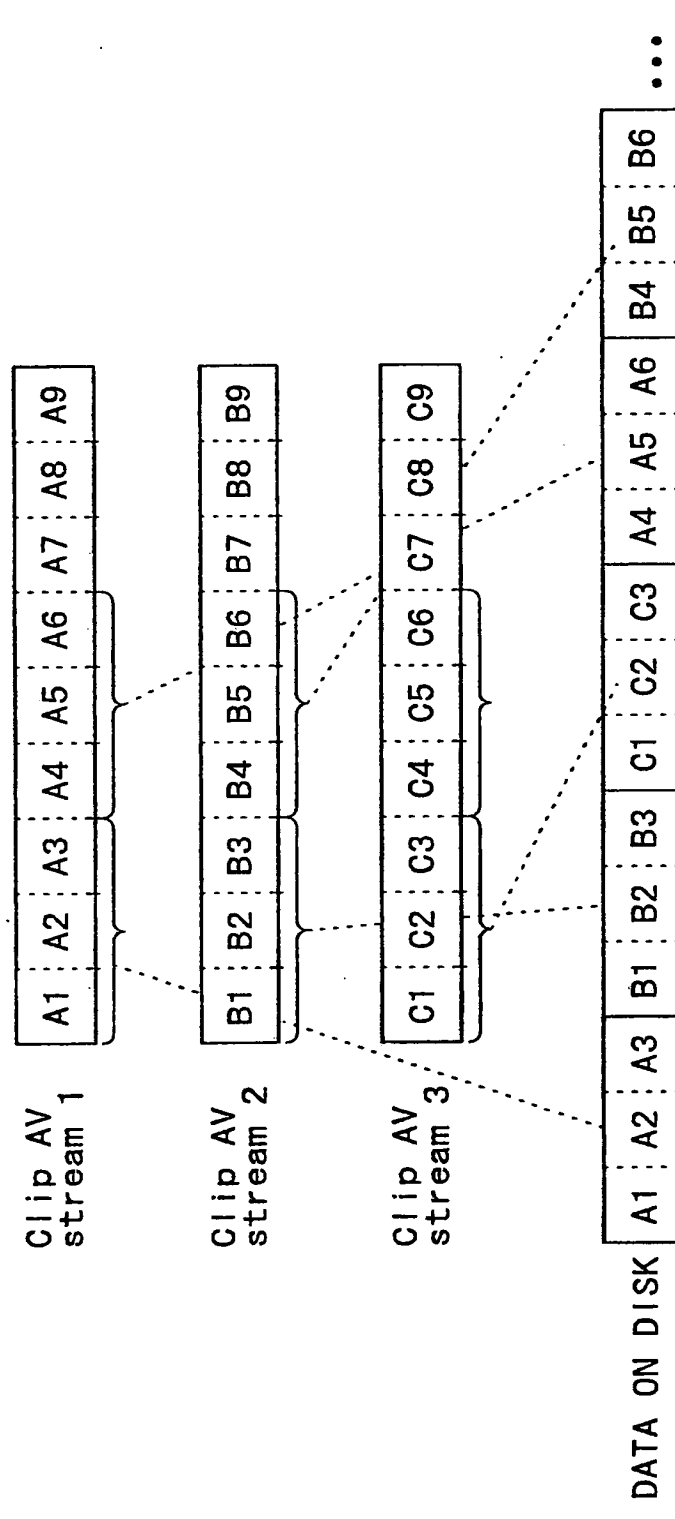 Clip AV
stream 1
A1 A2 A3 A4 A5 A6 A7 A8 A9
Clip AV
stream 2
B1 B2 B3 B4 B5 B6 B7 B8 B9
Clip AV
stream 3
C1 C2 C3 C4 C5 C6 C7 C8 C9
DATA ON DISK A1 A2 A3 B1 B2 B3 C1 C2 C3 A4 A5 A6 B4 B5 B6 •••